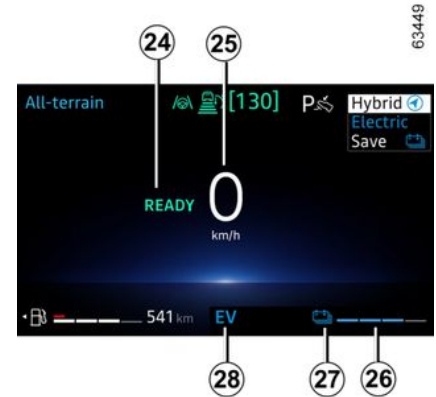 63449
24 25
All-terrain [130] P Hybrid
Electric
Save
READY 0
km/h
541 km EV
28 27 26